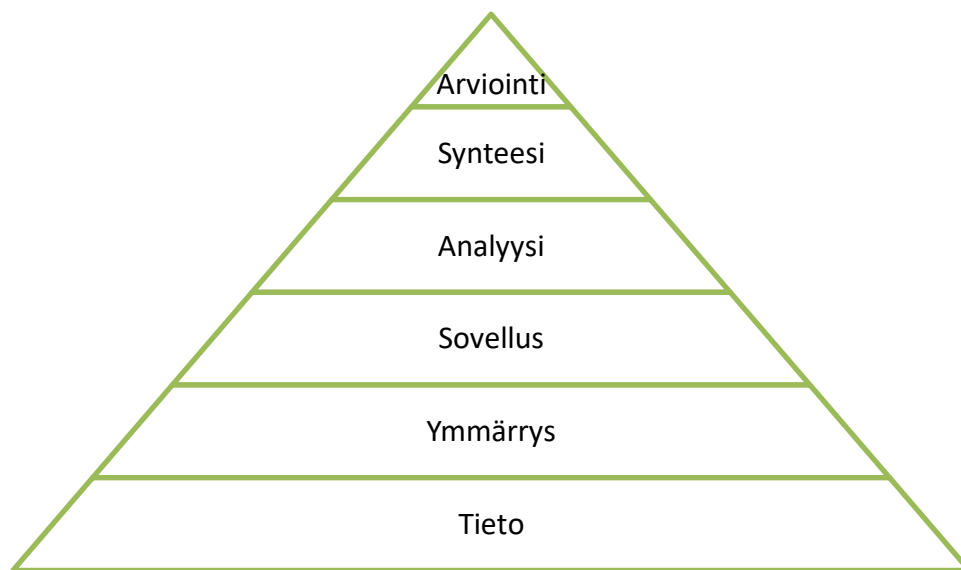 Arviointi
Synteesi
Analyysi
Sovellus
Ymmärrys
Tieto